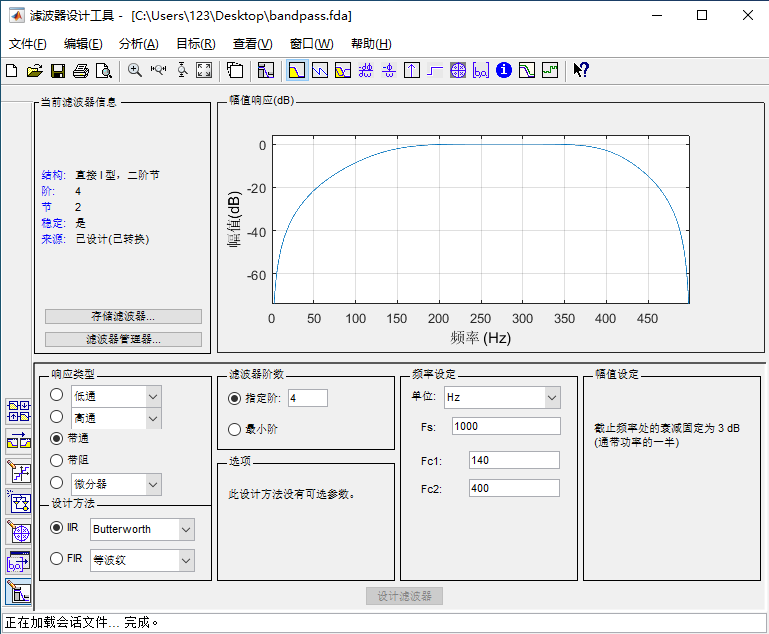 滤波器设计工具 - [C:\Users\123\Desktop\bandpass.fda]
文件(F) 编辑(E) 分析(A) 目标(R) 查看(V) 窗口(W) 帮助(H)
当前滤波器信息
结构: 直接 I 型，二阶节
阶: 4
节 2
稳定: 是
来源: 已设计(已转换)
存储滤波器...
滤波器管理器...
幅值响应(dB)
幅值(dB)
0
-20
-40
-60
0 50 100 150 200 250 300 350 400 450
频率 (Hz)
响应类型
低通
高通
带通
带阻
微分器
设计方法
IIR Butterworth
FIR 等波纹
滤波器阶数
指定阶: 4
最小阶
选项
此设计方法没有可选参数。
频率设定
单位: Hz
Fs: 1000
Fc1: 140
Fc2: 400
幅值设定
截止频率处的衰减固定为 3 dB
(通带功率的一半)
设计滤波器
正在加载会话文件... 完成。